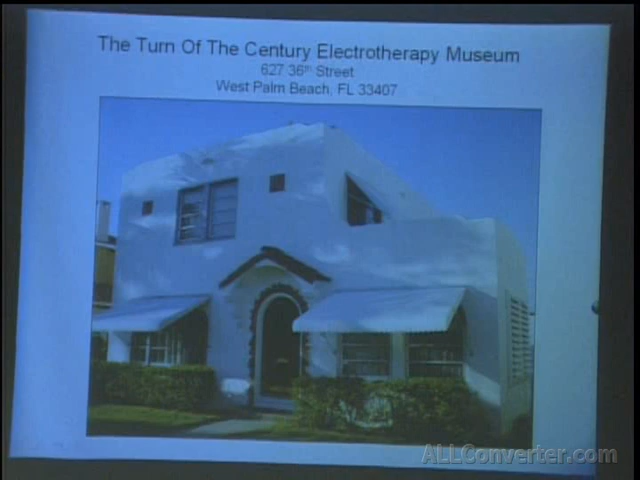 The Turn Of The Century Electrotherapy Museum
627 36th Street
West Palm Beach, FL 33407
ALLConverter.com